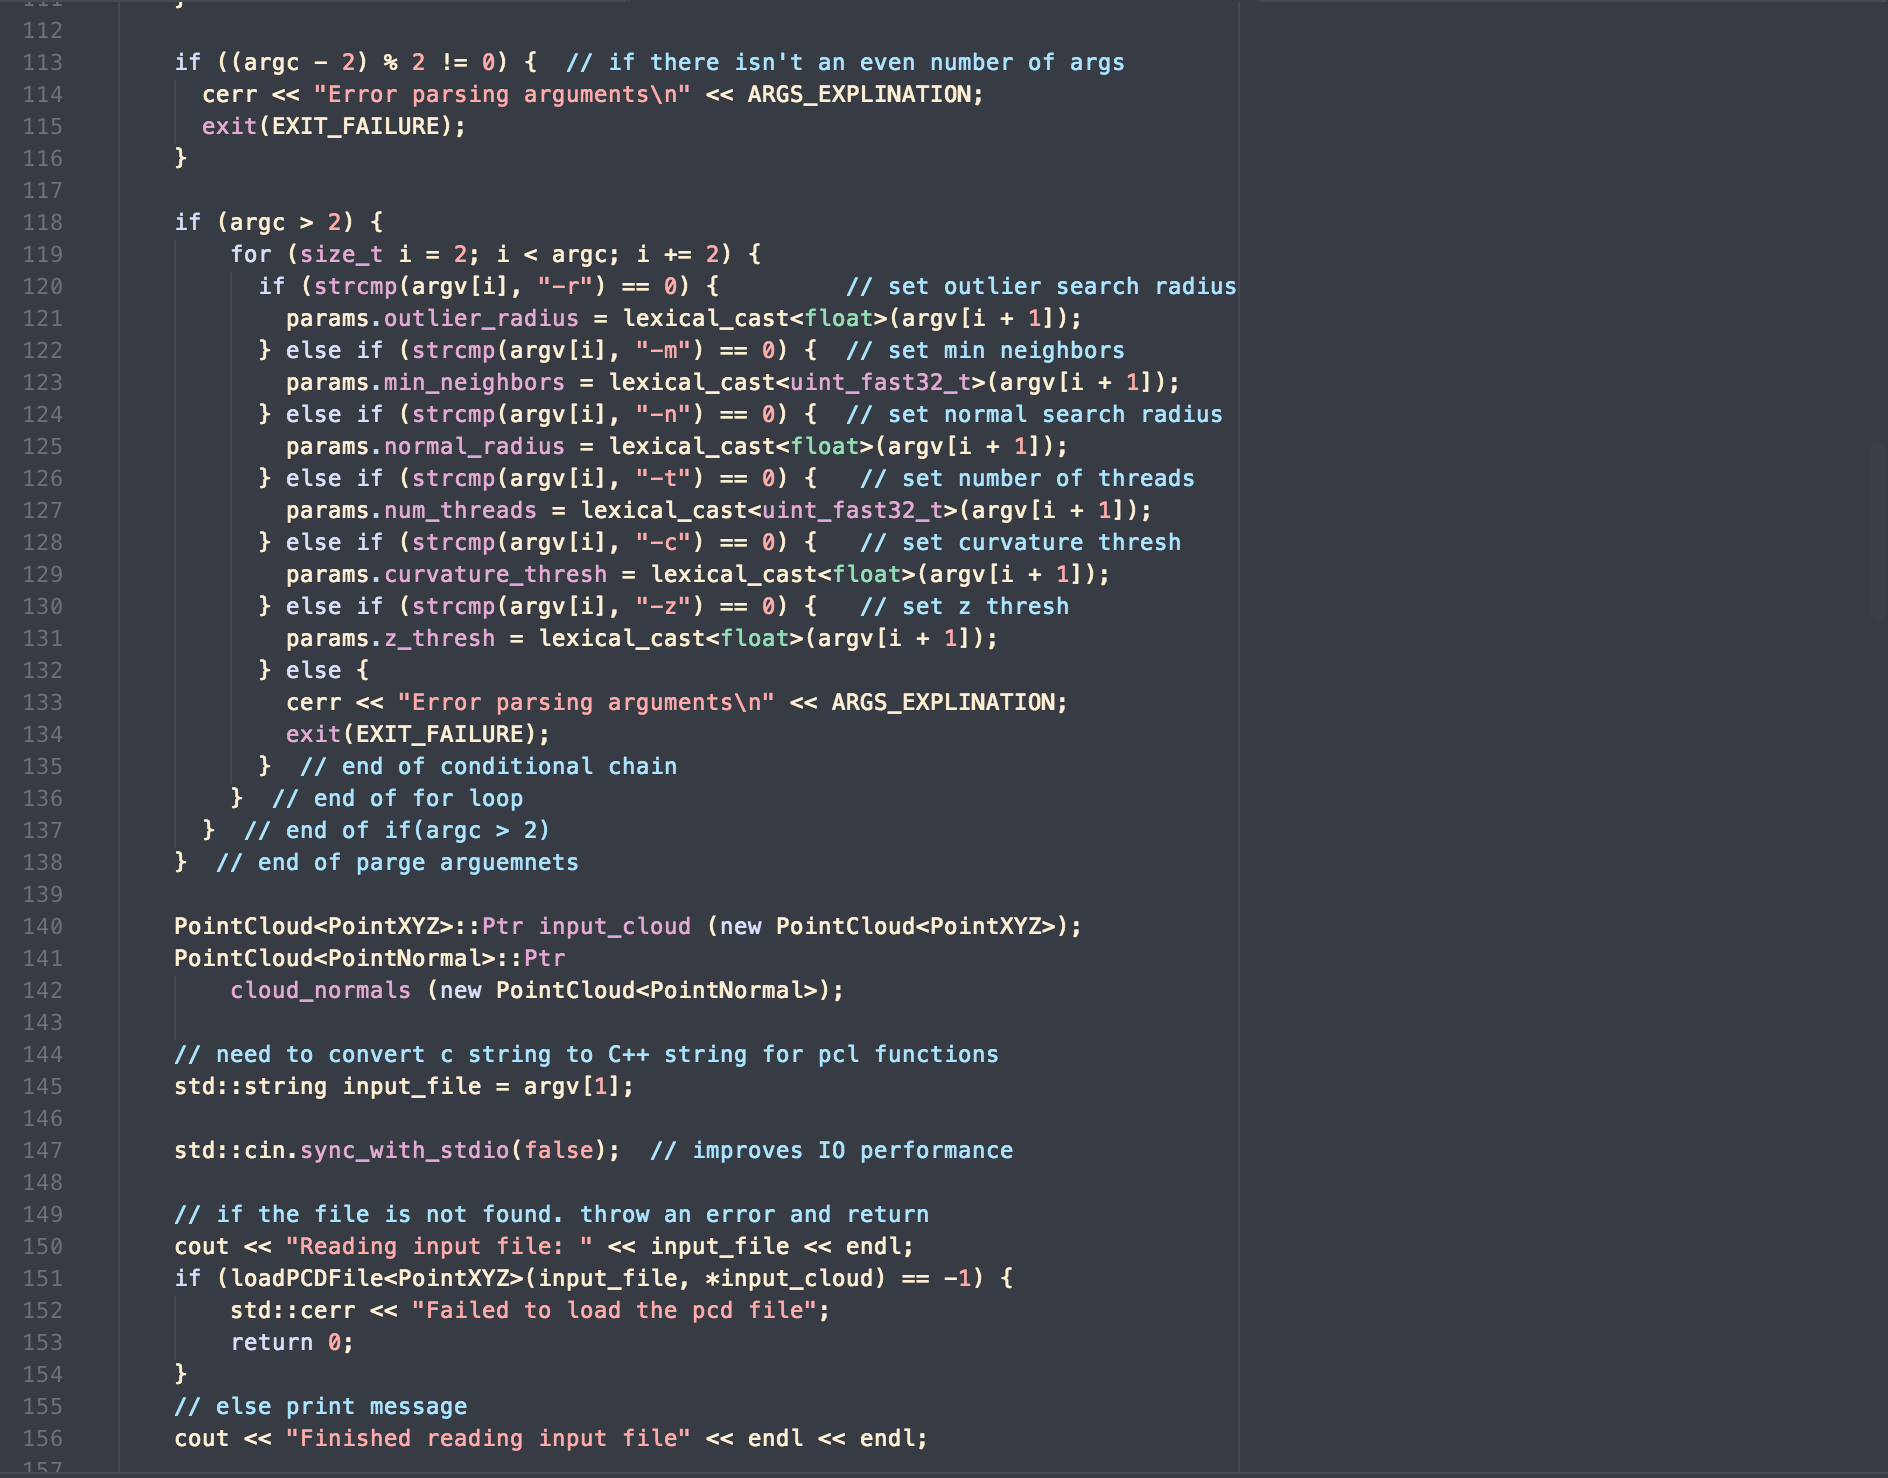 111 }
112
113 if ((argc - 2) % 2 != 0) {  // if there isn't an even number of args
114   cerr << "Error parsing arguments\n" << ARGS_EXPLINATION;
115   exit(EXIT_FAILURE);
116 }
117
118 if (argc > 2) {
119     for (size_t i = 2; i < argc; i += 2) {
120       if (strcmp(argv[i], "-r") == 0) {         // set outlier search radius
121         params.outlier_radius = lexical_cast<float>(argv[i + 1]);
122       } else if (strcmp(argv[i], "-m") == 0) {  // set min neighbors
123         params.min_neighbors = lexical_cast<uint_fast32_t>(argv[i + 1]);
124       } else if (strcmp(argv[i], "-n") == 0) {  // set normal search radius
125         params.normal_radius = lexical_cast<float>(argv[i + 1]);
126       } else if (strcmp(argv[i], "-t") == 0) {   // set number of threads
127         params.num_threads = lexical_cast<uint_fast32_t>(argv[i + 1]);
128       } else if (strcmp(argv[i], "-c") == 0) {   // set curvature thresh
129         params.curvature_thresh = lexical_cast<float>(argv[i + 1]);
130       } else if (strcmp(argv[i], "-z") == 0) {   // set z thresh
131         params.z_thresh = lexical_cast<float>(argv[i + 1]);
132       } else {
133         cerr << "Error parsing arguments\n" << ARGS_EXPLINATION;
134         exit(EXIT_FAILURE);
135       }  // end of conditional chain
136     }  // end of for loop
137   }  // end of if(argc > 2)
138 }  // end of parge arguemnets
139
140 PointCloud<PointXYZ>::Ptr input_cloud (new PointCloud<PointXYZ>);
141 PointCloud<PointNormal>::Ptr
142     cloud_normals (new PointCloud<PointNormal>);
143
144 // need to convert c string to C++ string for pcl functions
145 std::string input_file = argv[1];
146
147 std::cin.sync_with_stdio(false);  // improves IO performance
148
149 // if the file is not found. throw an error and return
150 cout << "Reading input file: " << input_file << endl;
151 if (loadPCDFile<PointXYZ>(input_file, *input_cloud) == -1) {
152     std::cerr << "Failed to load the pcd file";
153     return 0;
154 }
155 // else print message
156 cout << "Finished reading input file" << endl << endl;
157